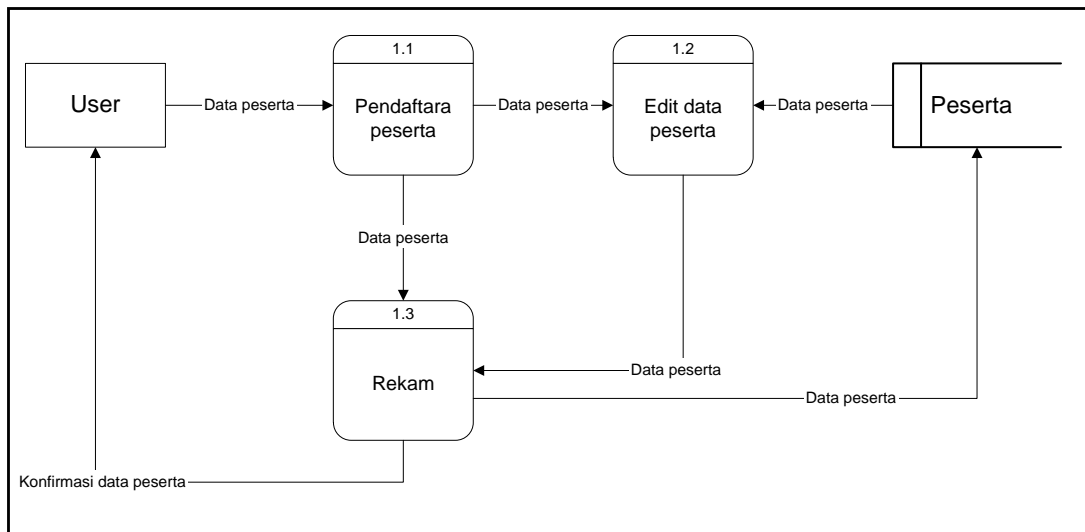 1.1
1.2
User
Data peserta
Pendaftara
peserta
Data peserta
Edit data
peserta
Data peserta
Peserta
Data peserta
1.3
Rekam
Data peserta
Data peserta
Konfirmasi data peserta